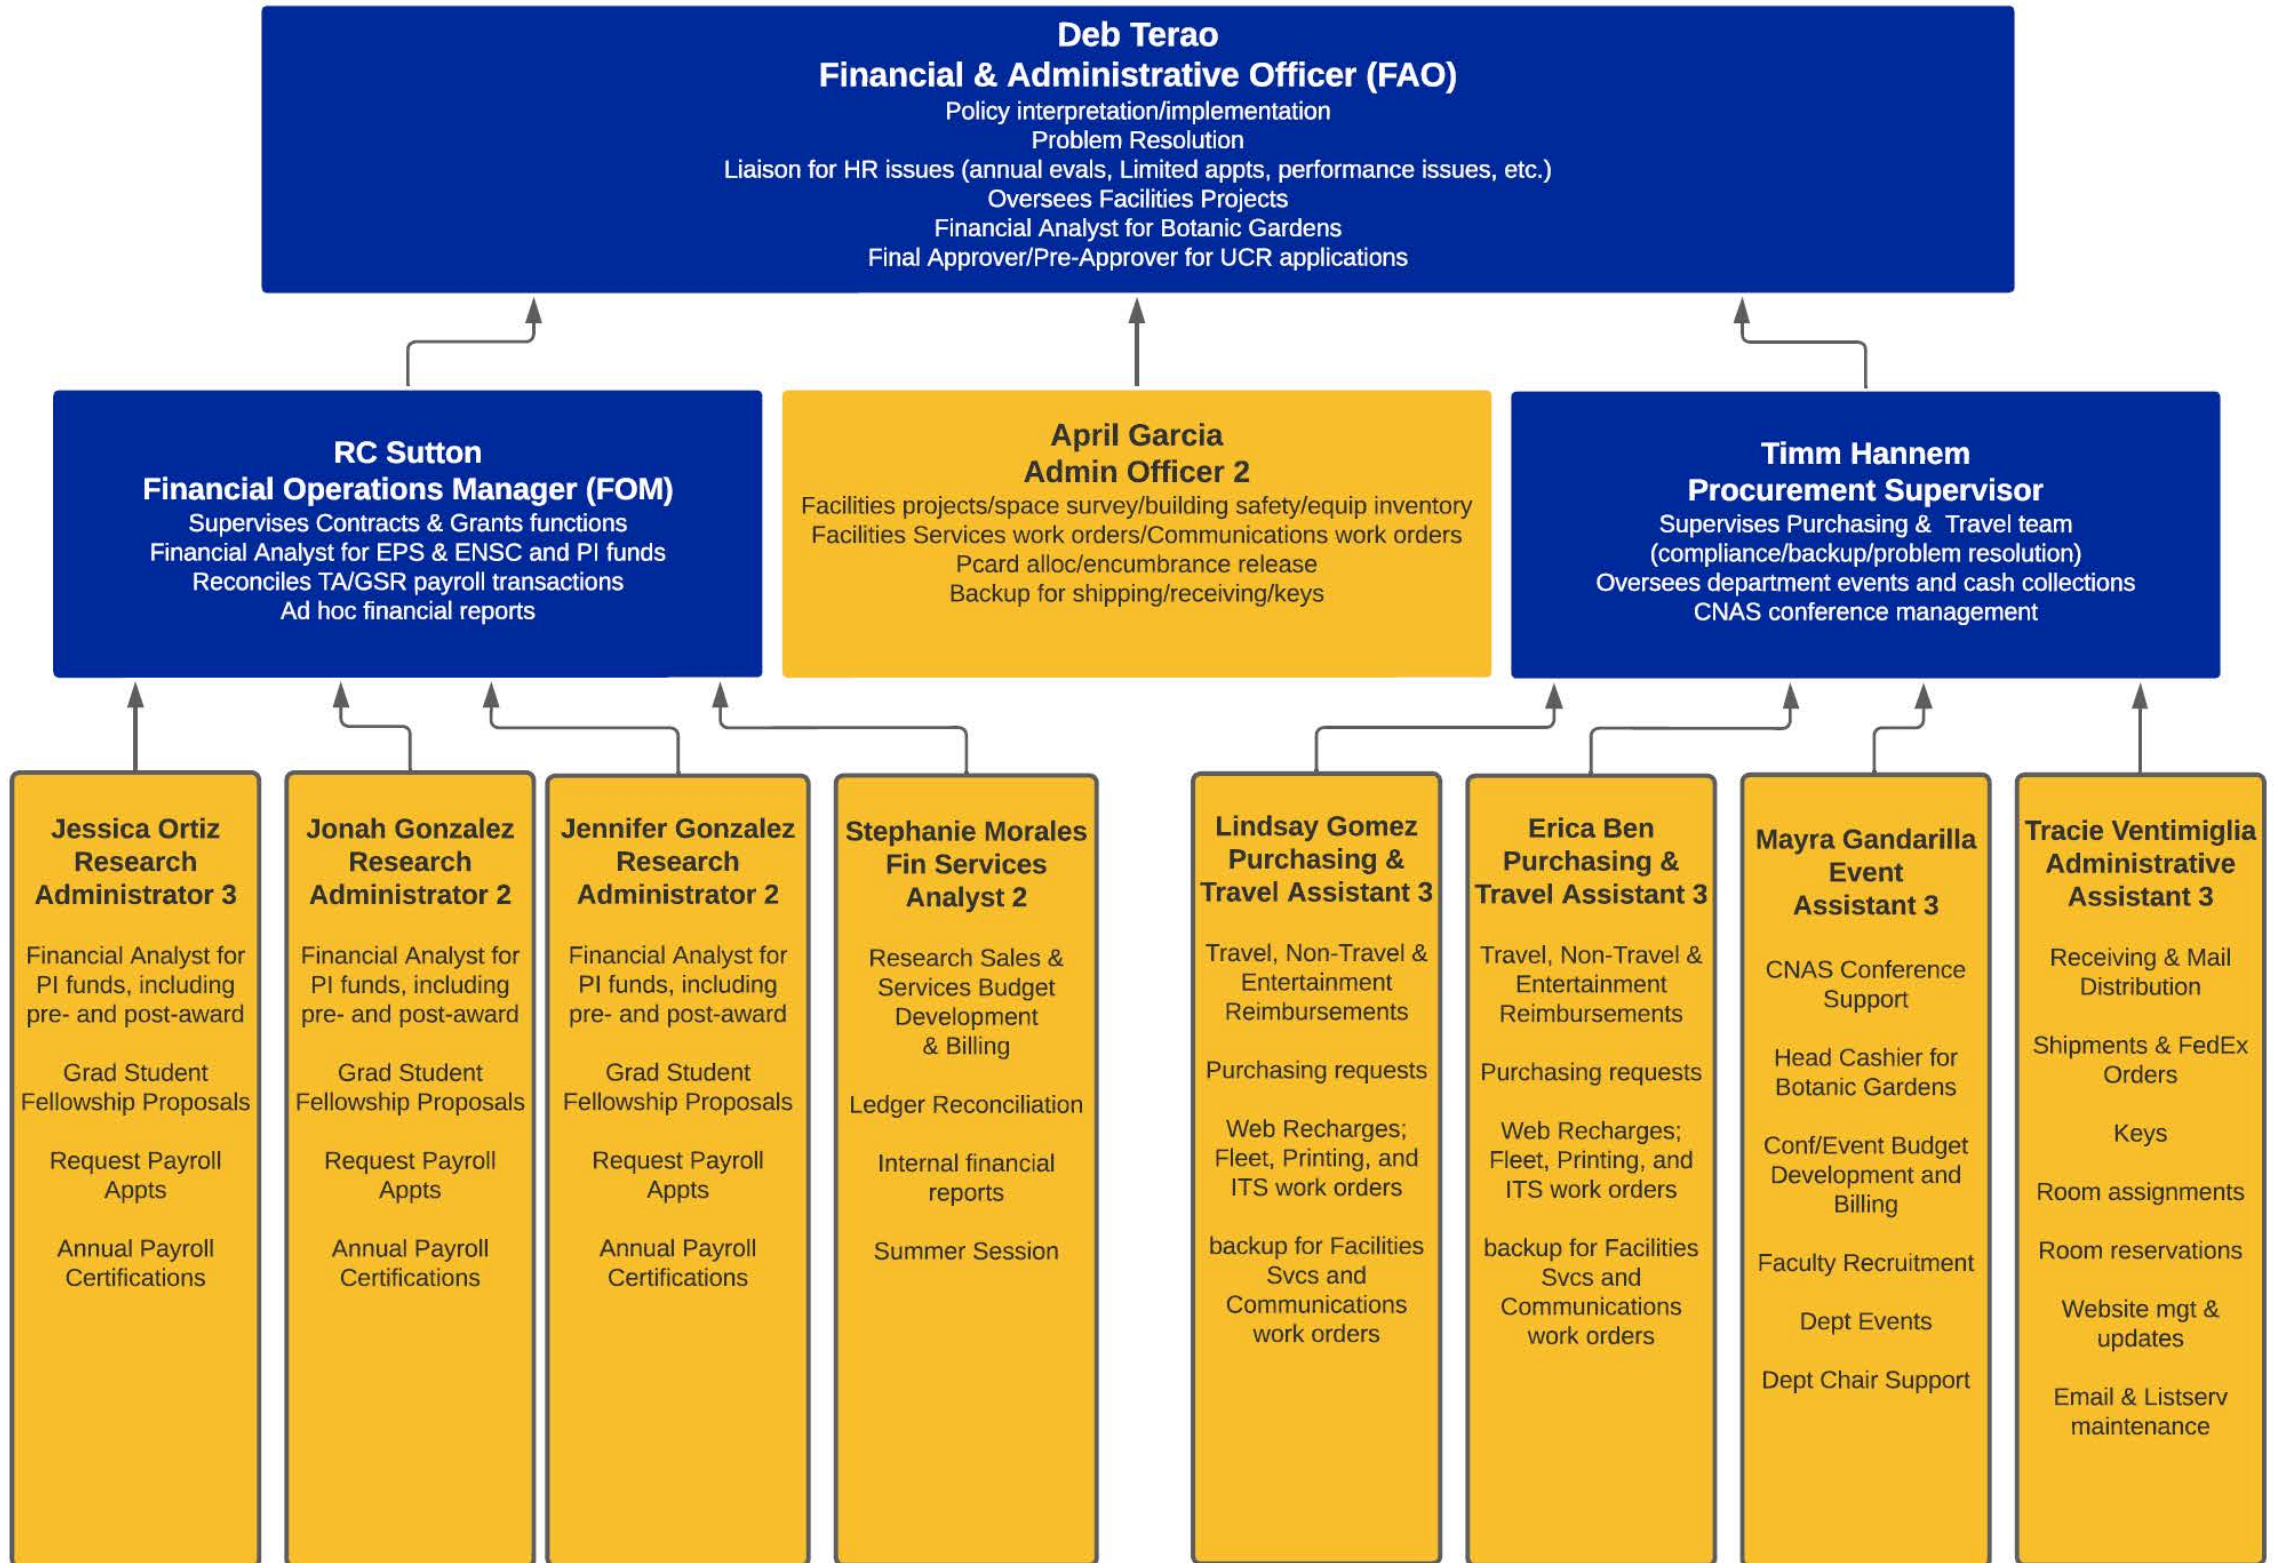 Deb Terao
Financial & Administrative Officer (FAO)
Policy interpretation/implementation
Problem Resolution
Liaison for HR issues (annual evals, Limited appts, performance issues, etc.)
Oversees Facilities Projects
Financial Analyst for Botanic Gardens
Final Approver/Pre-Approver for UCR applications
RC Sutton
Financial Operations Manager (FOM)
Supervises Contracts & Grants functions
Financial Analyst for EPS & ENSC and PI funds
Reconciles TA/GSR payroll transactions
Ad hoc financial reports
April Garcia
Admin Officer 2
Facilities projects/space survey/building safety/equip inventory
Facilities Services work orders/Communications work orders
Pcard alloc/encumbrance release
Backup for shipping/receiving/keys
Timm Hannem
Procurement Supervisor
Supervises Purchasing & Travel team
(compliance/backup/problem resolution)
Oversees department events and cash collections
CNAS conference management
Jessica Ortiz
Research
Administrator 3
Financial Analyst for
PI funds, including
pre- and post-award
Grad Student
Fellowship Proposals
Request Payroll
Appts
Annual Payroll
Certifications
Jonah Gonzalez
Research
Administrator 2
Financial Analyst for
PI funds, including
pre- and post-award
Grad Student
Fellowship Proposals
Request Payroll
Appts
Annual Payroll
Certifications
Jennifer Gonzalez
Research
Administrator 2
Financial Analyst for
PI funds, including
pre- and post-award
Grad Student
Fellowship Proposals
Request Payroll
Appts
Annual Payroll
Certifications
Stephanie Morales
Fin Services
Analyst 2
Research Sales &
Services Budget
Development
& Billing
Ledger Reconciliation
Internal financial
reports
Summer Session
Lindsay Gomez
Purchasing &
Travel Assistant 3
Travel, Non-Travel &
Entertainment
Reimbursements
Purchasing requests
Web Recharges;
Fleet, Printing, and
ITS work orders
backup for Facilities
Svcs and
Communications
work orders
Erica Ben
Purchasing &
Travel Assistant 3
Travel, Non-Travel &
Entertainment
Reimbursements
Purchasing requests
Web Recharges;
Fleet, Printing, and
ITS work orders
backup for Facilities
Svcs and
Communications
work orders
Mayra Gandarilla
Event
Assistant 3
CNAS Conference
Support
Head Cashier for
Botanic Gardens
Conf/Event Budget
Development and
Billing
Faculty Recruitment
Dept Events
Dept Chair Support
Tracie Ventimiglia
Administrative
Assistant 3
Receiving & Mail
Distribution
Shipments & FedEx
Orders
Keys
Room assignments
Room reservations
Website mgt &
updates
Email & Listserv
maintenance